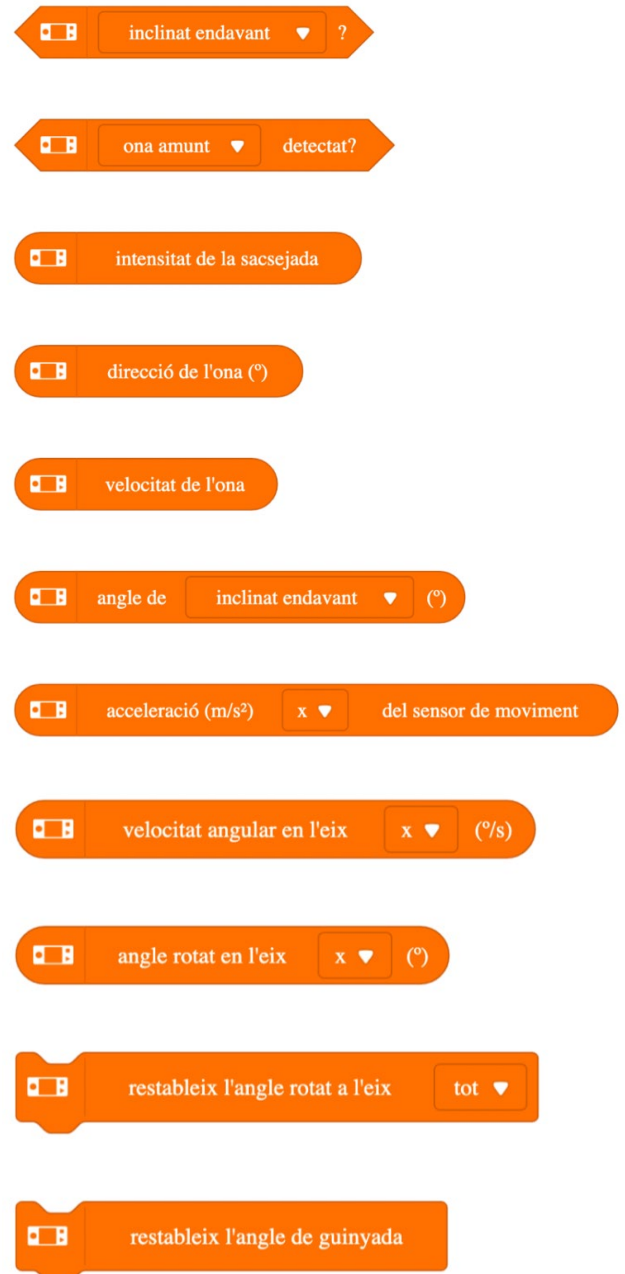 inclinat endavant ?
ona amunt detectat?
intensitat de la sacsejada
direcció de l'ona (º)
velocitat de l'ona
angle de inclinat endavant (º)
acceleració (m/s²) x del sensor de moviment
velocitat angular en l'eix x (º/s)
angle rotat en l'eix x (º)
restableix l'angle rotat a l'eix tot
restableix l'angle de guinyada